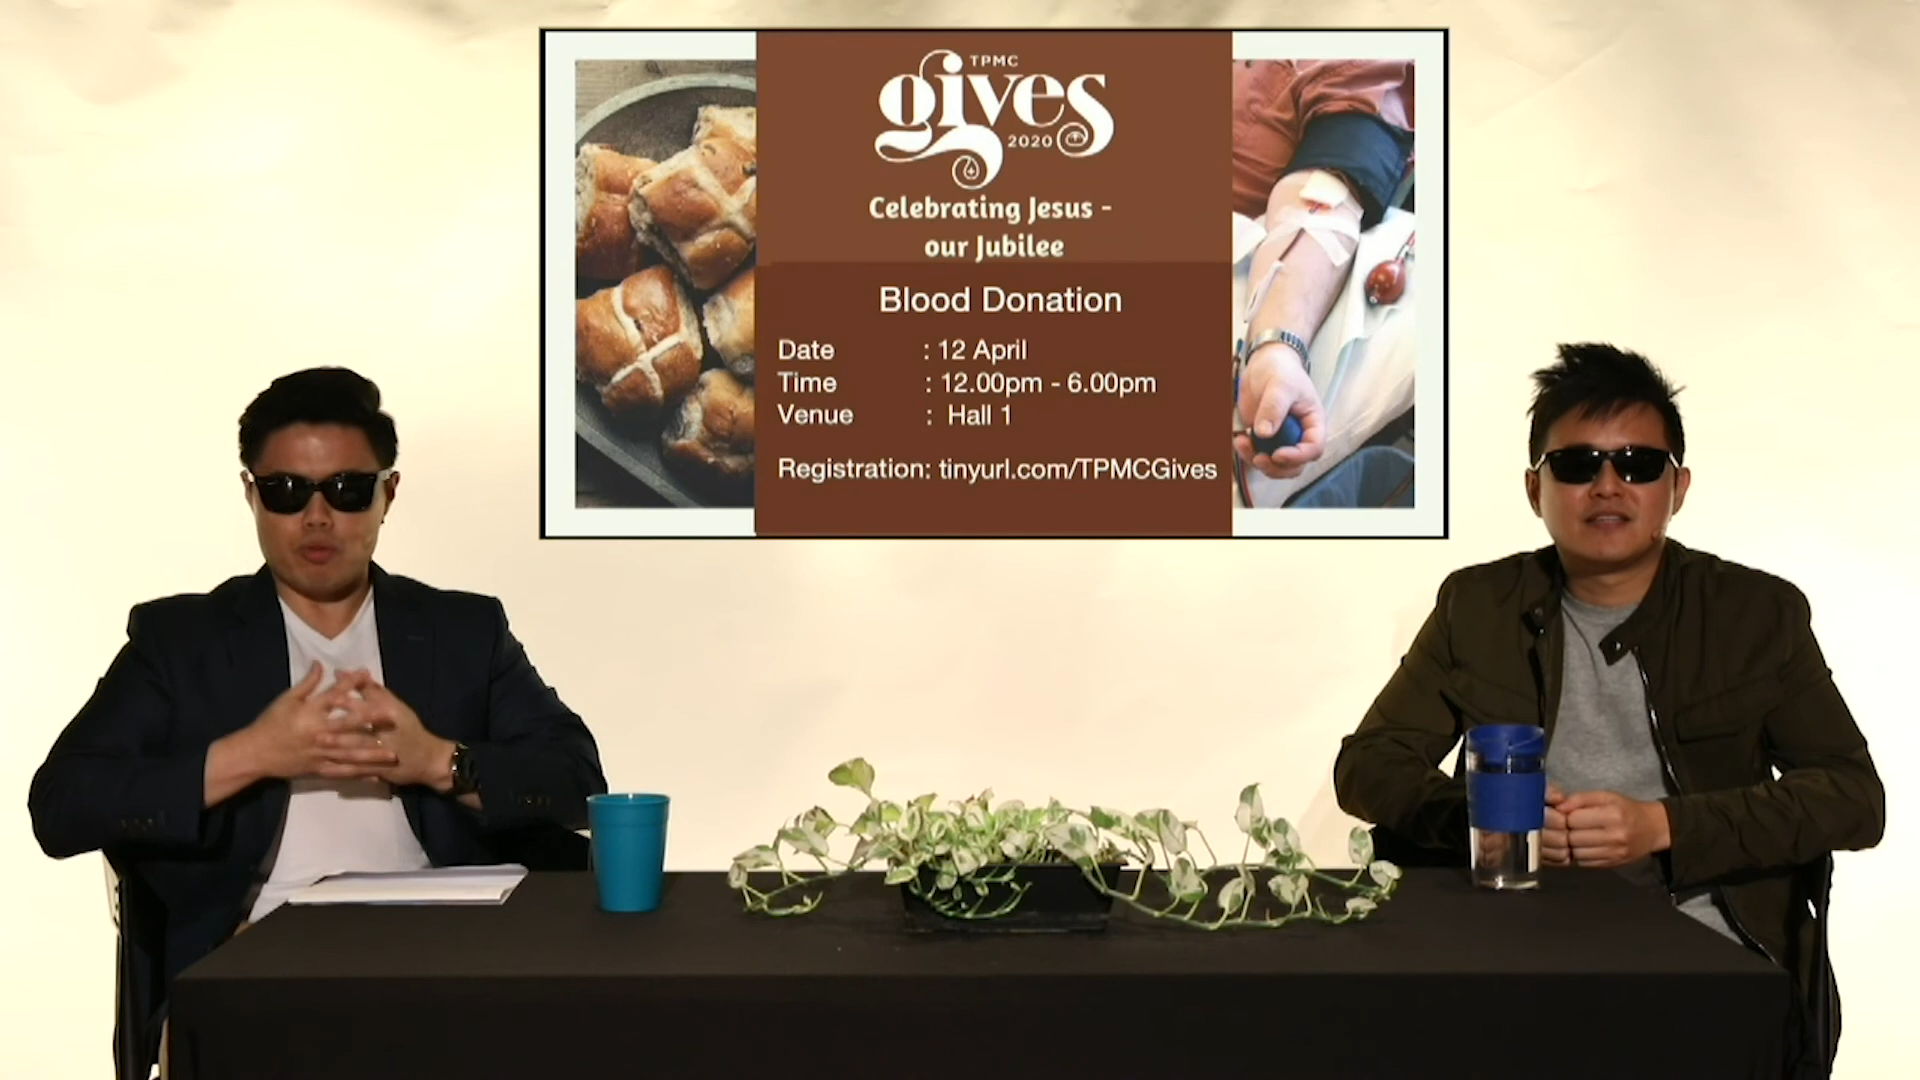 TPMC
gives
2020
Celebrating Jesus -
our Jubilee
Blood Donation
Date : 12 April
Time : 12.00pm - 6.00pm
Venue : Hall 1
Registration: tinyurl.com/TPMCGives